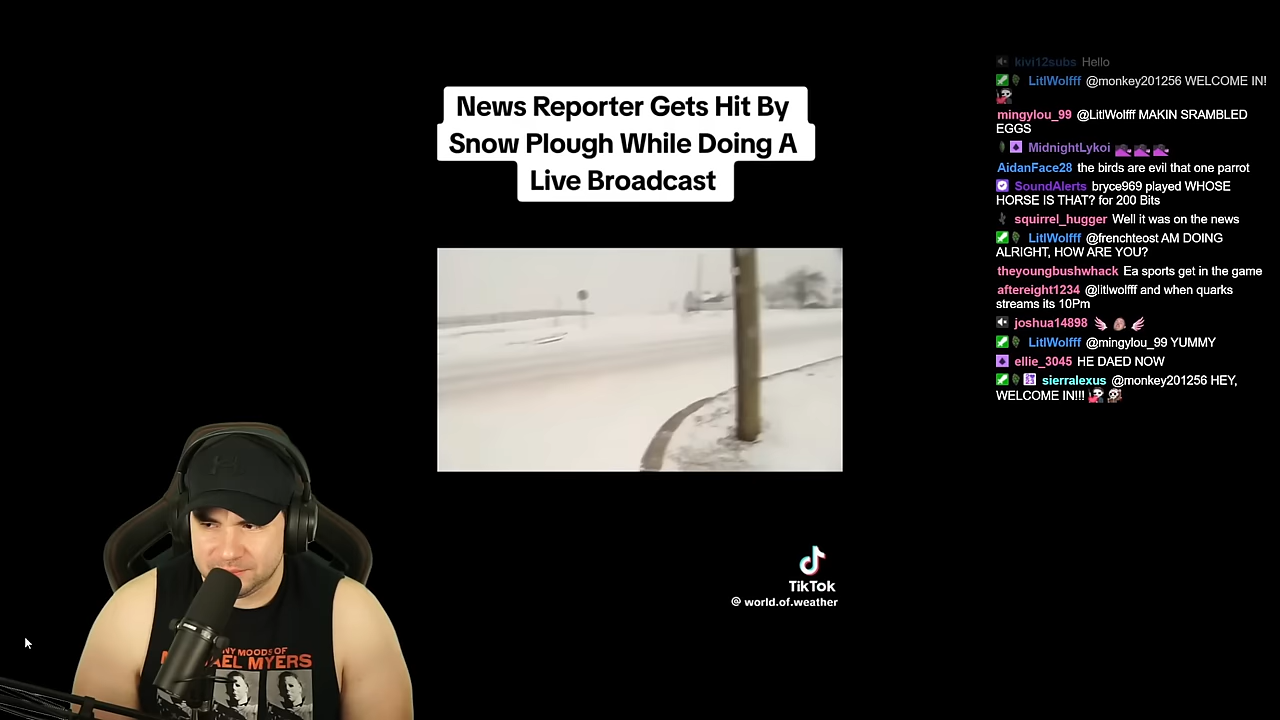 News Reporter Gets Hit By
Snow Plough While Doing A
Live Broadcast
kivi12subs Hello
LitlWolfff @monkey201256 WELCOME IN!
mingylou_99 @LitlWolfff MAKIN SRAMBLED
EGGS
MidnightLykoi
AidanFace28 the birds are evil that one parrot
SoundAlerts bryce969 played WHOSE
HORSE IS THAT? for 200 Bits
squirrel_hugger Well it was on the news
LitlWolfff @frenchteost AM DOING
ALRIGHT, HOW ARE YOU?
theyoungbushwhack Ea sports get in the game
aftereight1234 @litlwolfff and when quarks
streams its 10Pm
joshua14898
LitlWolfff @mingylou_99 YUMMY
ellie_3045 HE DAED NOW
sierralexus @monkey201256 HEY,
WELCOME IN!!!
TikTok
@ world.of.weather
MOODS OF
MYERS